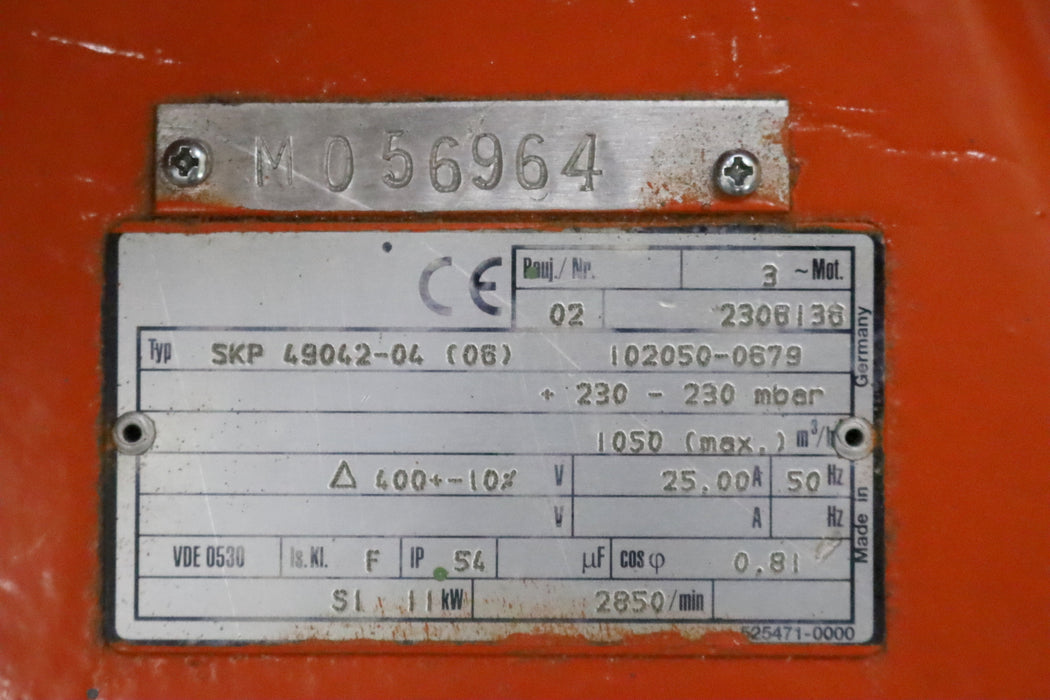 M 056964
CE
Bauj./ Nr. 3 ~Mot.
02 2306136
Typ SKP 49042-04 (06) 102050-0679
+ 230 - 230 mbar
1050 (max.) m³/h
Δ 400+-10% V 25,00A 50 Hz
V A Hz
VDE 0530 Is.Kl. F IP 54 µF cos φ 0.81
S1 11 kW 2850/min
525471-0000
Made in Germany